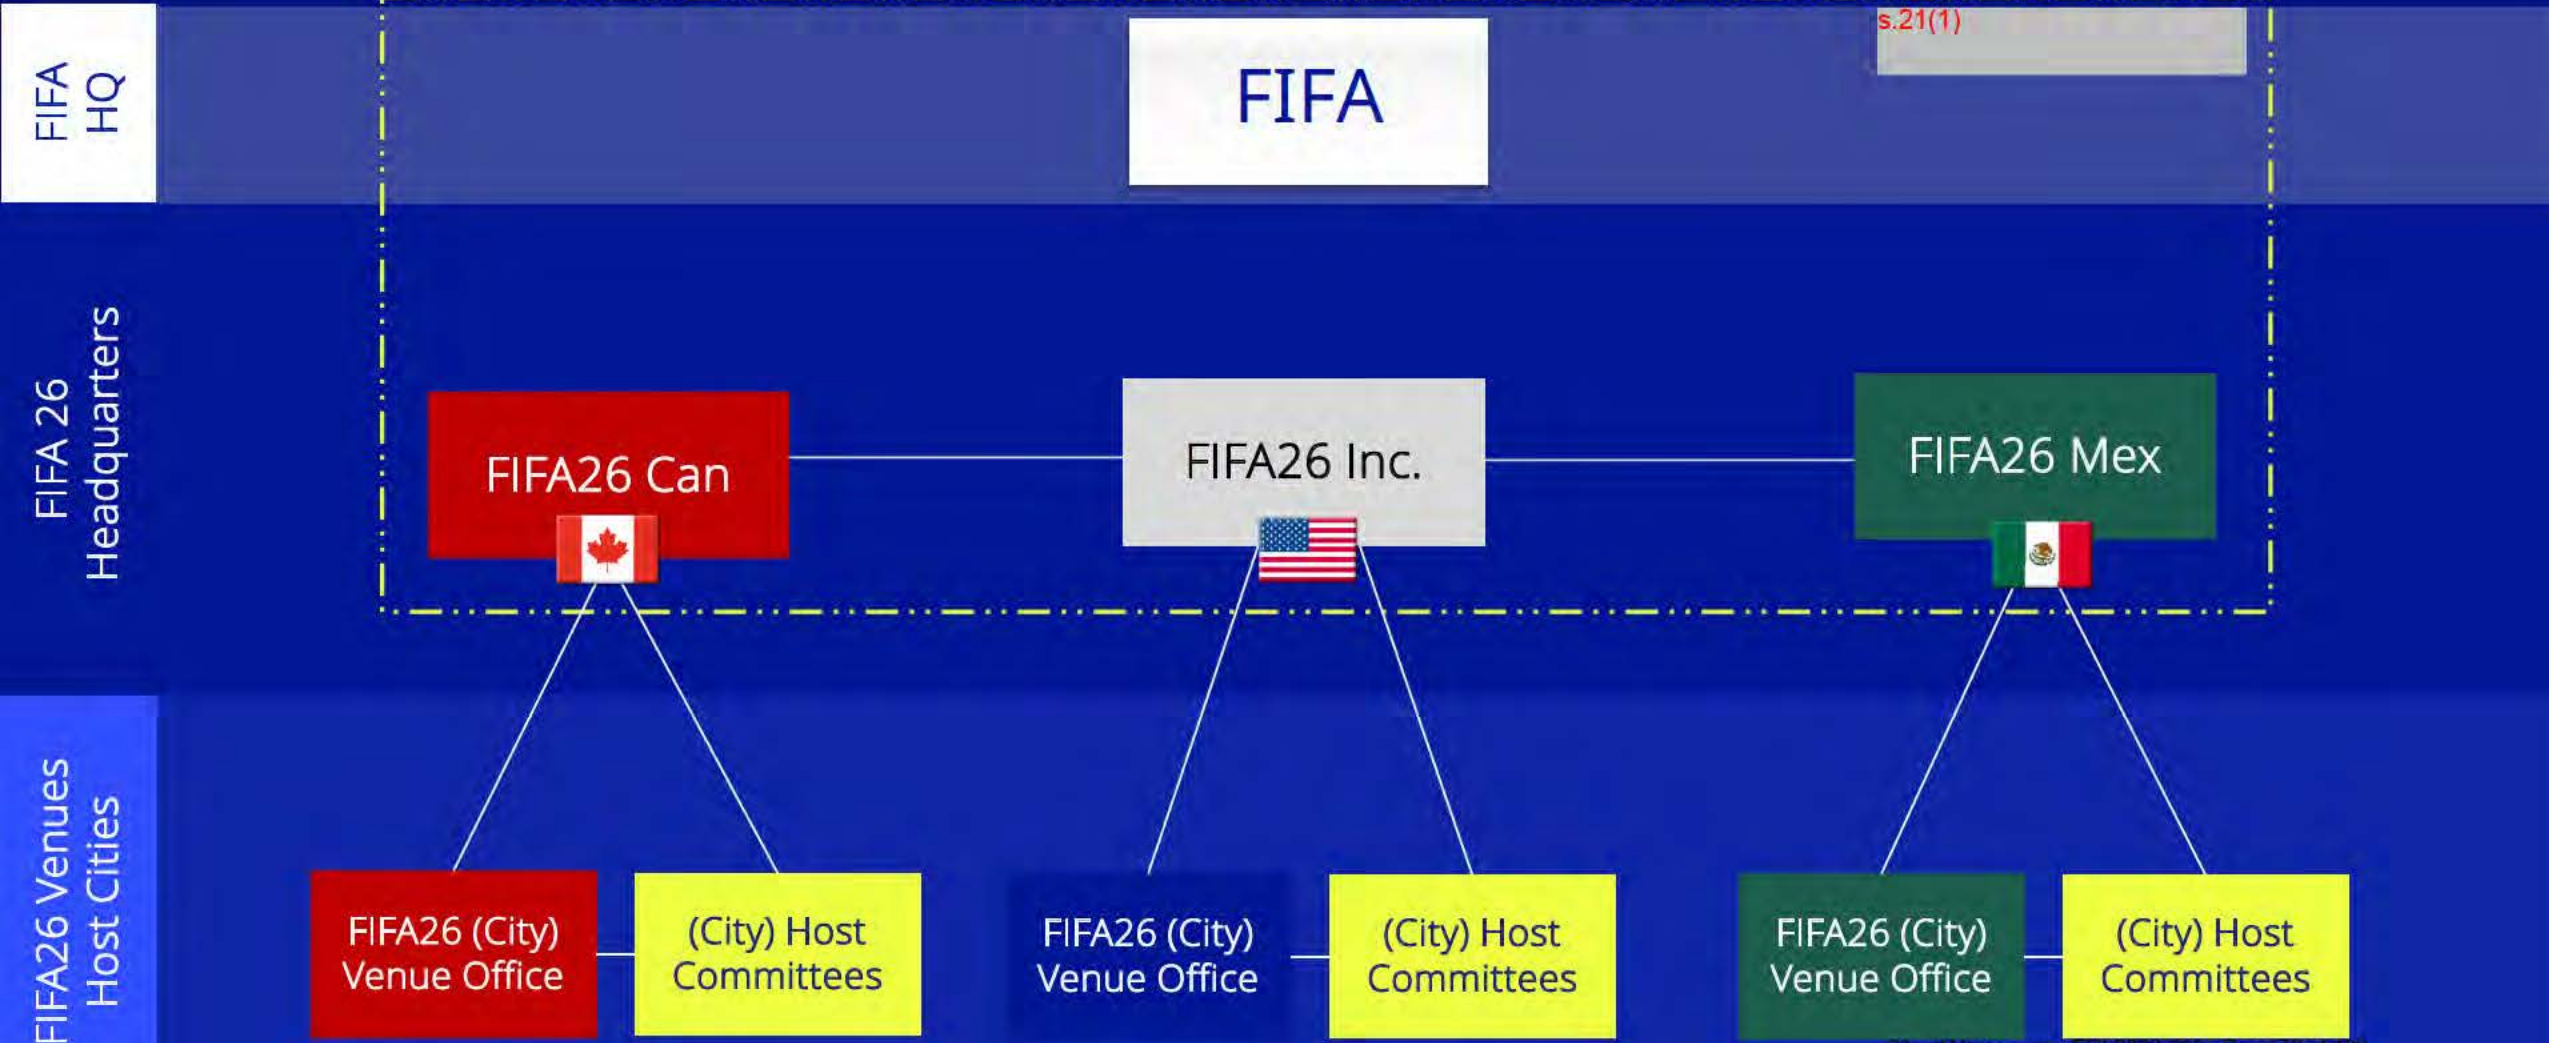 FIFA
HQ
FIFA
s.21(1)
FIFA 26
Headquarters
FIFA26 Can
FIFA26 Inc.
FIFA26 Mex
FIFA26 Venues
Host Cities
FIFA26 (City)
Venue Office
(City) Host
Committees
FIFA26 (City)
Venue Office
(City) Host
Committees
FIFA26 (City)
Venue Office
(City) Host
Committees